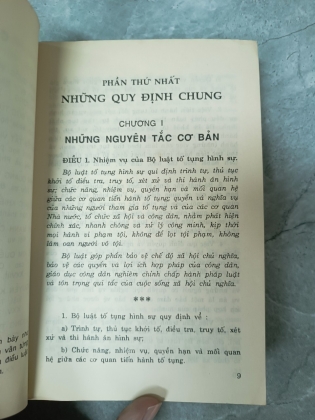 PHẦN THỨ NHẤT
NHỮNG QUY ĐỊNH CHUNG
CHƯƠNG I
NHỮNG NGUYÊN TẮC CƠ BẢN
ĐIỀU 1. Nhiệm vụ của Bộ luật tố tụng hình sự.
Bộ luật tố tụng hình sự qui định trình tự, thủ tục
khởi tố điều tra, truy tố, xét xử và thi hành án hình
sự; chức năng, nhiệm vụ, quyền hạn và mối quan hệ
giữa các cơ quan tiến hành tố tụng; quyền và nghĩa vụ
của những người tham gia tố tụng và của các cơ quan
Nhà nước, tổ chức xã hội và công dân, nhằm phát hiện
chính xác, nhanh chóng và xử lý công minh, kịp thời
mọi hành vi phạm tội, không để lọt tội phạm, không
làm oan người vô tội.
Bộ luật góp phần bảo vệ chế độ xã hội chủ nghĩa,
bảo vệ các quyền và lợi ích hợp pháp của công dân,
giáo dục công dân nghiêm chỉnh chấp hành pháp luật
và tôn trọng qui tắc của cuộc sống xã hội chủ nghĩa.
***
1. Bộ luật tố tụng hình sự quy định về :
a) Trình tự, thủ tục khởi tố, điều tra, truy tố, xét
xử và thi hành án hình sự;
b) Chức năng, nhiệm vụ, quyền hạn và mối quan
hệ giữa các cơ quan tiến hành tố tụng.
9